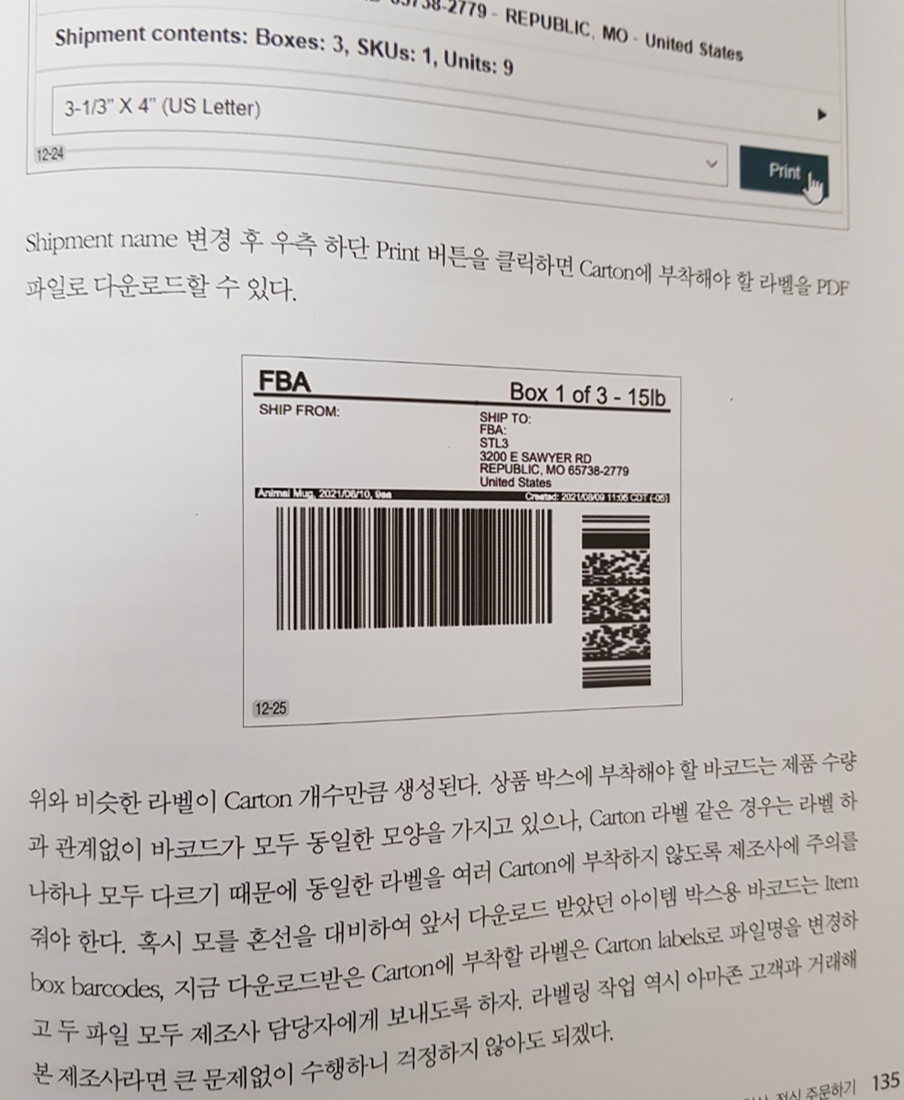 38-2779 - REPUBLIC, MO - United States
Shipment contents: Boxes: 3, SKUs: 1, Units: 9
3-1/3" X 4" (US Letter)
Print
12-24
Shipment name 변경 후 우측 하단 Print 버튼을 클릭하면 Carton에 부착해야 할 라벨을 PDF
파일로 다운로드할 수 있다.
FBA
Box 1 of 3 - 15lb
SHIP FROM:
SHIP TO:
FBA:
STL3
3200 E SAWYER RD
REPUBLIC, MO 65738-2779
United States
Animal Mug, 2021/08/10, 9ea
Created: 2021/08/09 11:06 CDT (-05)
12-25
위와 비슷한 라벨이 Carton 개수만큼 생성된다. 상품 박스에 부착해야 할 바코드는 제품 수량
과 관계없이 바코드가 모두 동일한 모양을 가지고 있으나, Carton 라벨 같은 경우는 라벨 하
나하나 모두 다르기 때문에 동일한 라벨을 여러 Carton에 부착하지 않도록 제조사에 주의를
줘야 한다. 혹시 모를 혼선을 대비하여 앞서 다운로드 받았던 아이템 박스용 바코드는 Item
box barcodes, 지금 다운로드받은 Carton에 부착할 라벨은 Carton labels로 파일명을 변경하
고 두 파일 모두 제조사 담당자에게 보내도록 하자. 라벨링 작업 역시 아마존 고객과 거래해
본 제조사라면 큰 문제없이 수행하니 걱정하지 않아도 되겠다.
주문하기 135